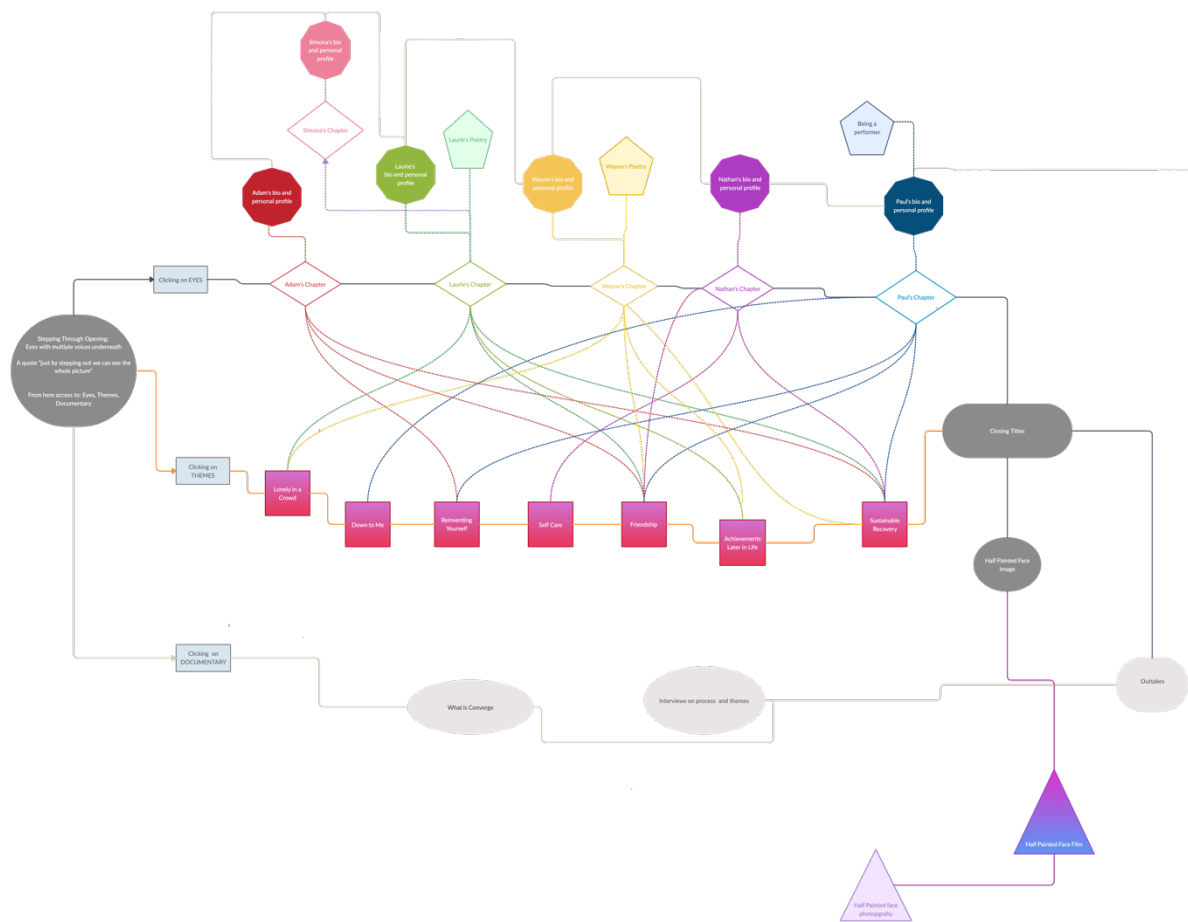 Simona's bio
and personal
profile
Simona's Chapter
Laurie's
bio and personal
profile
Laurie's Poetry
Wayne's bio and
personal profile
Wayne's Poetry
Nathan's bio and
personal profile
Being a
performer
Paul's bio and
personal profile
Adam's bio and
personal profile
Clicking on EYES
Adam's Chapter
Laurie's Chapter
Wayne's Chapter
Nathan's Chapter
Paul's Chapter
Stepping Through Opening:
Eyes with multiple voices underneath
A quote "just by stepping out we can see the
whole picture"
From here access to: Eyes, Themes,
Documentary
Closing Titles
Clicking on
THEMES
Lonely in a
Crowd
Down to Me
Reinventing
Yourself
Self Care
Friendship
Achievements
Later in Life
Sustainable
Recovery
Half Painted Face
Image
Clicking on
DOCUMENTARY
What is Converge
Interviews on process and themes
Outtakes
Half Painted Face Film
Half Painted face
photopgrahy